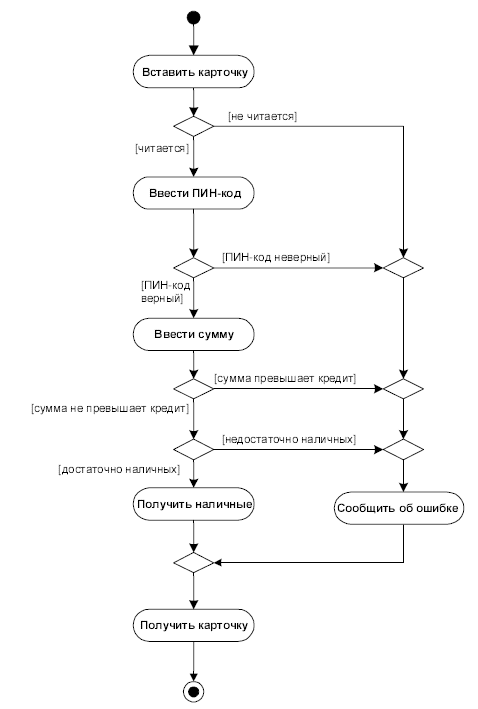 Вставить карточку
[не читается]
[читается]
Ввести ПИН-код
[ПИН-код неверный]
[ПИН-код
верный]
Ввести сумму
[сумма превышает кредит]
[сумма не превышает кредит]
[недостаточно наличных]
[достаточно наличных]
Получить наличные
Сообщить об ошибке
Получить карточку